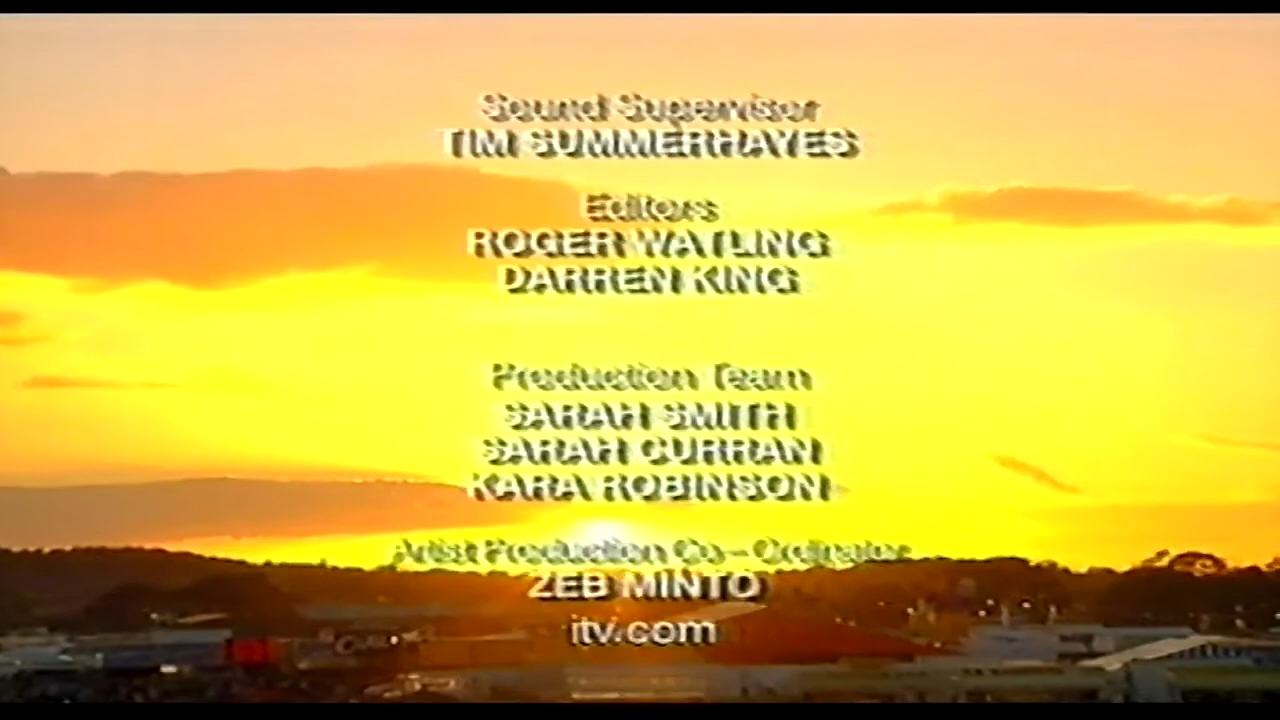 Sound Supervisor
TIM SUMMERHAYES
Editors
ROGER WATLING
DARREN KING
Production Team
SARAH SMITH
SARAH CURRAN
KARA ROBINSON
Artist Production Co-Ordinator
ZEB MINTO
itv.com